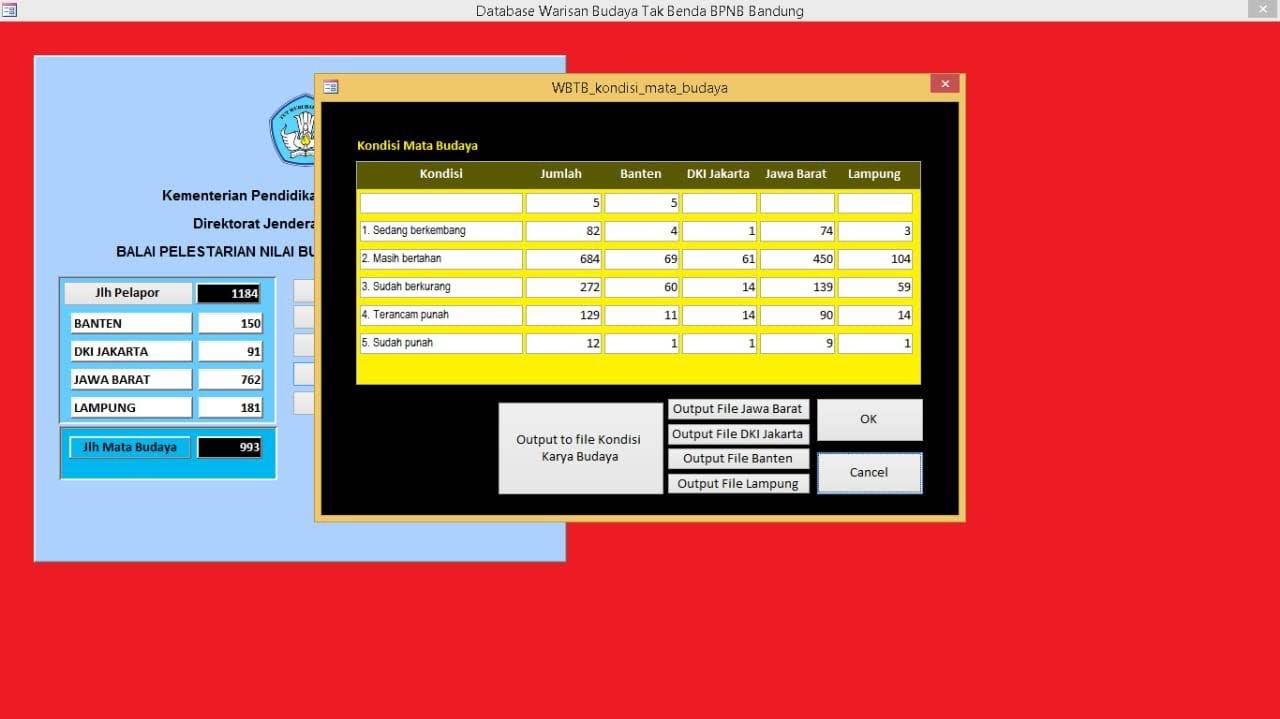 Database Warisan Budaya Tak Benda BPNB Bandung
Kementerian Pendidika
Direktorat Jendera
BALAI PELESTARIAN NILAI BU
Jlh Pelapor 1184
BANTEN 150
DKI JAKARTA 91
JAWA BARAT 762
LAMPUNG 181
Jlh Mata Budaya 993
WBTB_kondisi_mata_budaya
Kondisi Mata Budaya
Kondisi Jumlah Banten DKI Jakarta Jawa Barat Lampung
5 5
1. Sedang berkembang 82 4 1 74 3
2. Masih bertahan 684 69 61 450 104
3. Sudah berkurang 272 60 14 139 59
4. Terancam punah 129 11 14 90 14
5. Sudah punah 12 1 1 9 1
Output to file Kondisi
Karya Budaya
Output File Jawa Barat
Output File DKI Jakarta
Output File Banten
Output File Lampung
OK
Cancel